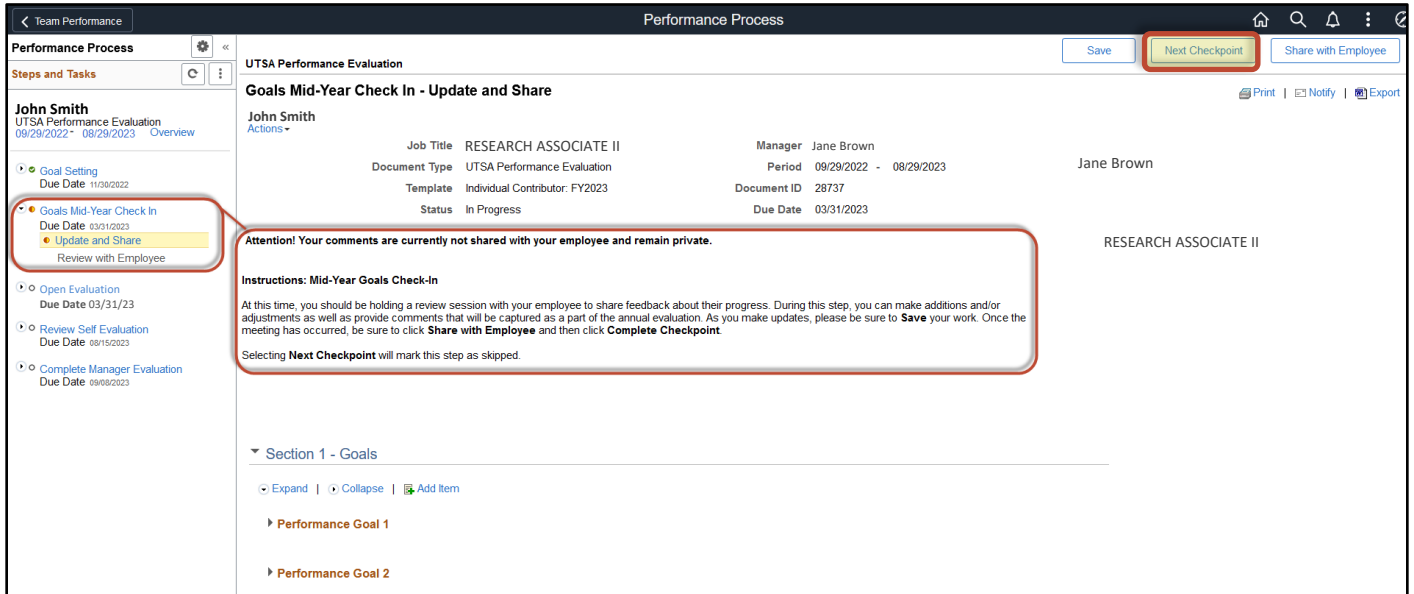 Team Performance
Performance Process
Performance Process
«
Steps and Tasks
John Smith
UTSA Performance Evaluation
09/29/2022 - 08/29/2023 Overview
Goal Setting
Due Date 11/30/2022
Goals Mid-Year Check In
Due Date 03/31/2023
Update and Share
Review with Employee
Open Evaluation
Due Date 03/31/23
Review Self Evaluation
Due Date 08/15/2023
Complete Manager Evaluation
Due Date 09/08/2023
Save
Next Checkpoint
Share with Employee
UTSA Performance Evaluation
Goals Mid-Year Check In - Update and Share
Print | Notify | Export
John Smith
Actions
Job Title RESEARCH ASSOCIATE II Manager Jane Brown
Document Type UTSA Performance Evaluation Period 09/29/2022 - 08/29/2023
Jane Brown
Template Individual Contributor: FY2023 Document ID 28737
Status In Progress Due Date 03/31/2023
Attention! Your comments are currently not shared with your employee and remain private.
RESEARCH ASSOCIATE II
Instructions: Mid-Year Goals Check-In
At this time, you should be holding a review session with your employee to share feedback about their progress. During this step, you can make additions and/or
adjustments as well as provide comments that will be captured as a part of the annual evaluation. As you make updates, please be sure to Save your work. Once the
meeting has occurred, be sure to click Share with Employee and then click Complete Checkpoint.
Selecting Next Checkpoint will mark this step as skipped.
Section 1 - Goals
Expand | Collapse | Add Item
Performance Goal 1
Performance Goal 2